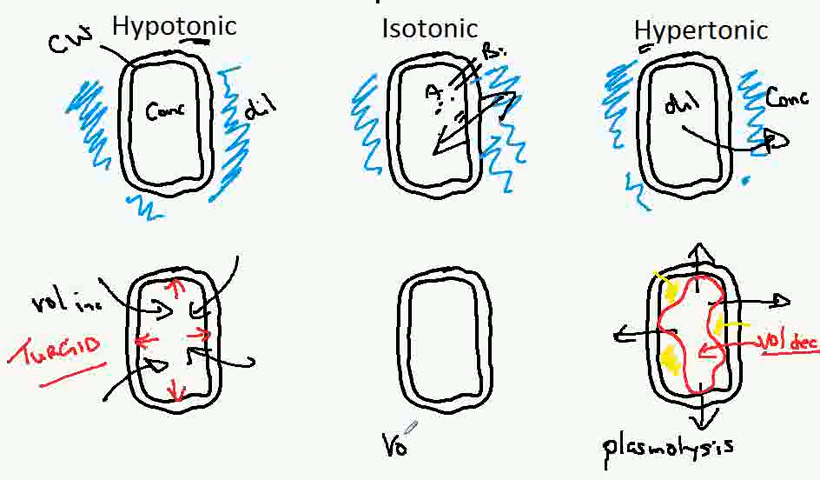 Hypotonic
Isotonic
Hypertonic
CW
Conc
dil
A
B
dil
Conc
vol inc
TURGID
Vo
vol dec
plasmolysis